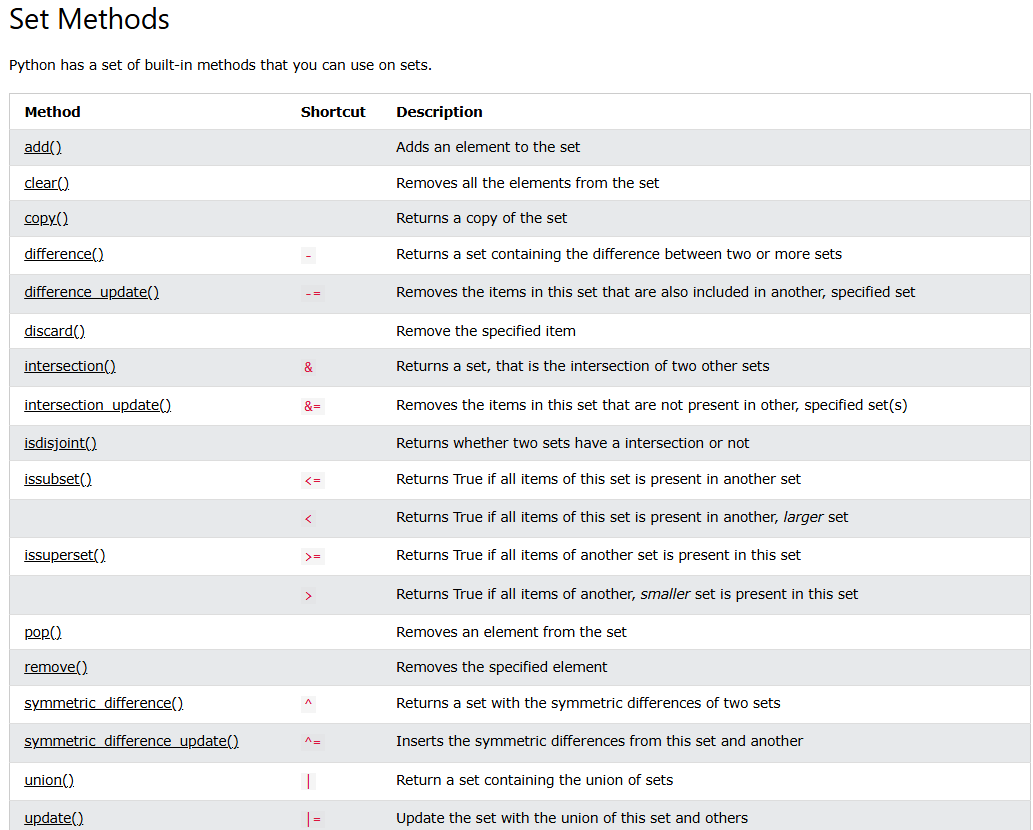 Set Methods
Python has a set of built-in methods that you can use on sets.
Method Shortcut Description
add() Adds an element to the set
clear() Removes all the elements from the set
copy() Returns a copy of the set
difference() - Returns a set containing the difference between two or more sets
difference_update() -= Removes the items in this set that are also included in another, specified set
discard() Remove the specified item
intersection() & Returns a set, that is the intersection of two other sets
intersection_update() &= Removes the items in this set that are not present in other, specified set(s)
isdisjoint() Returns whether two sets have a intersection or not
issubset() <= Returns True if all items of this set is present in another set
< Returns True if all items of this set is present in another, larger set
issuperset() >= Returns True if all items of another set is present in this set
> Returns True if all items of another, smaller set is present in this set
pop() Removes an element from the set
remove() Removes the specified element
symmetric_difference() ^ Returns a set with the symmetric differences of two sets
symmetric_difference_update() ^= Inserts the symmetric differences from this set and another
union() | Return a set containing the union of sets
update() |= Update the set with the union of this set and others